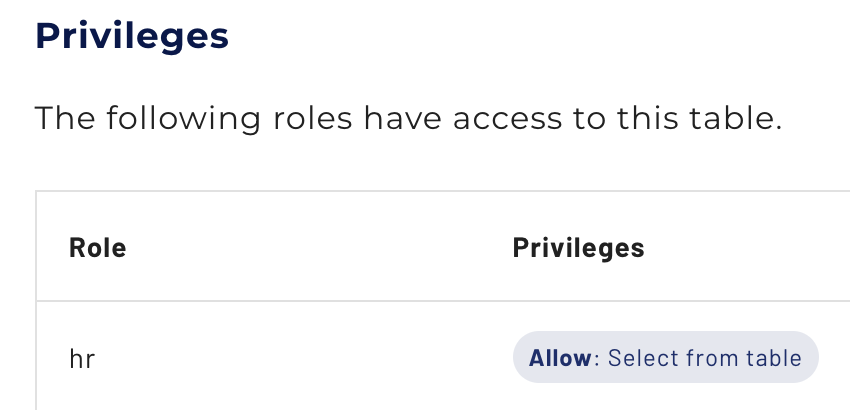 Privileges
The following roles have access to this table.
Role Privileges
hr Allow: Select from table